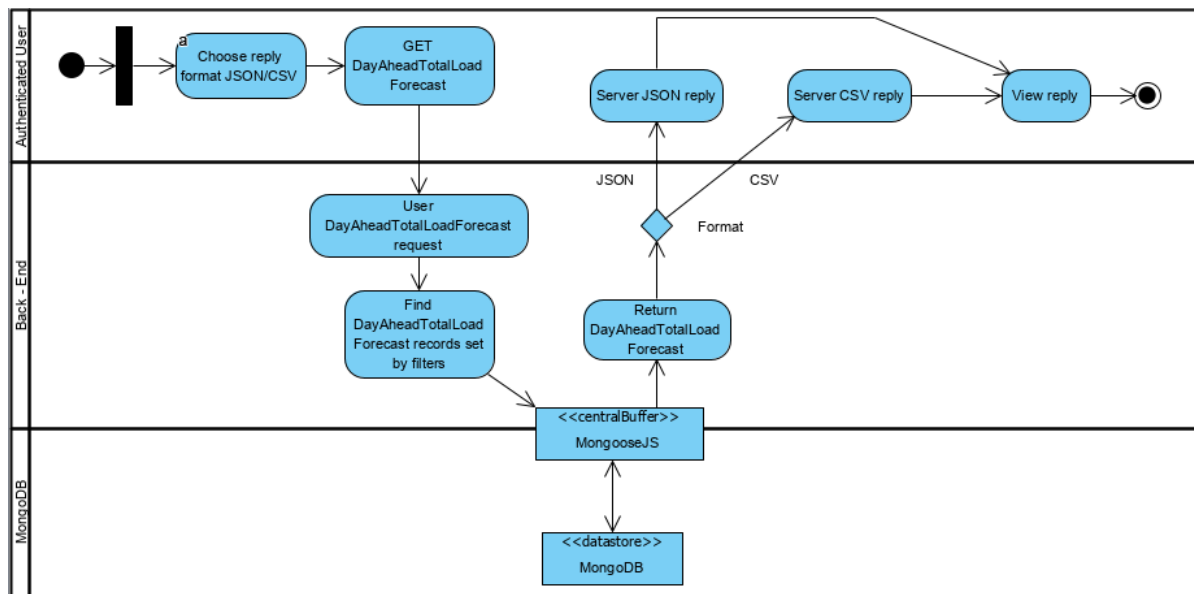 Authenticated User
a
Choose reply
format JSON/CSV
GET
DayAheadTotalLoad
Forecast
Server JSON reply
Server CSV reply
View reply
Back - End
JSON
CSV
User
DayAheadTotalLoadForecast
request
Format
Find
DayAheadTotalLoad
Forecast records set
by filters
Return
DayAheadTotalLoad
Forecast
<<centralBuffer>>
MongooseJS
MongoDB
<<datastore>>
MongoDB